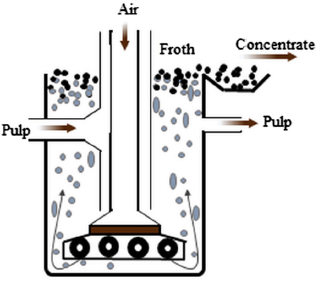 Air
Froth
Concentrate
Pulp
Pulp